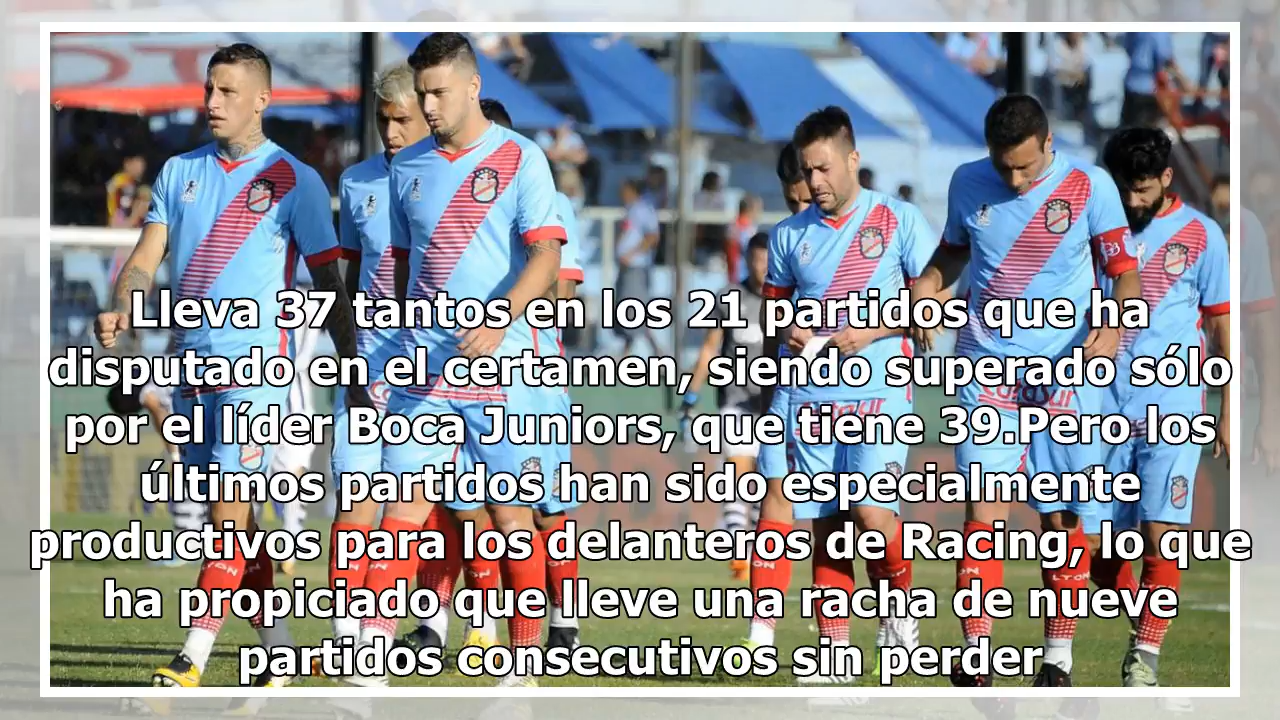 Lleva 37 tantos en los 21 partidos que ha
disputado en el certamen, siendo superado sólo
por el líder Boca Juniors, que tiene 39.Pero los
últimos partidos han sido especialmente
productivos para los delanteros de Racing, lo que
ha propiciado que lleve una racha de nueve
partidos consecutivos sin perder
LYON